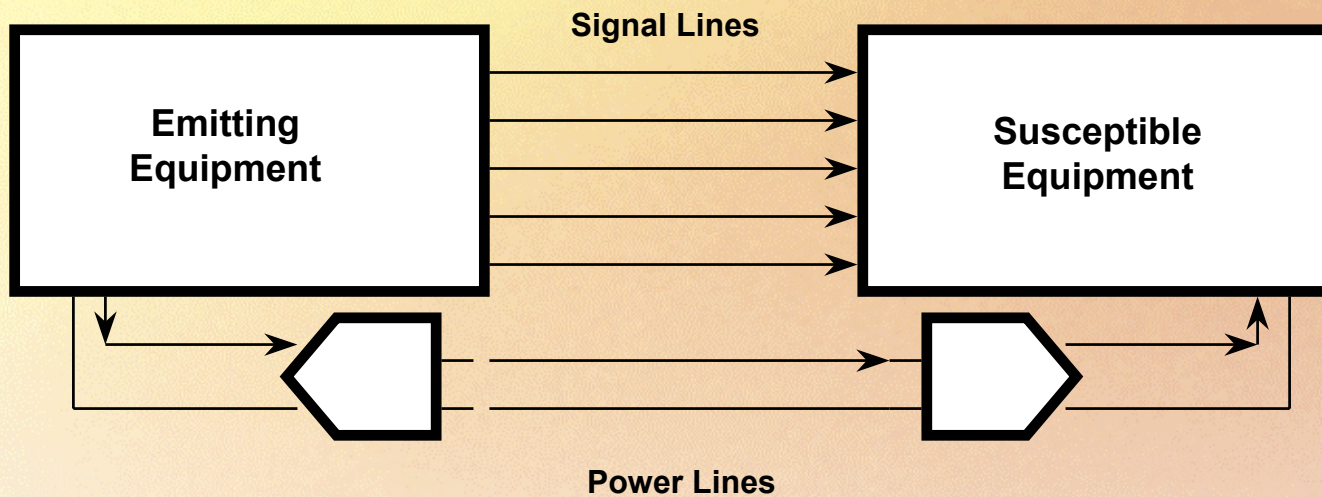 Signal Lines
Emitting
Equipment
Susceptible
Equipment
Power Lines